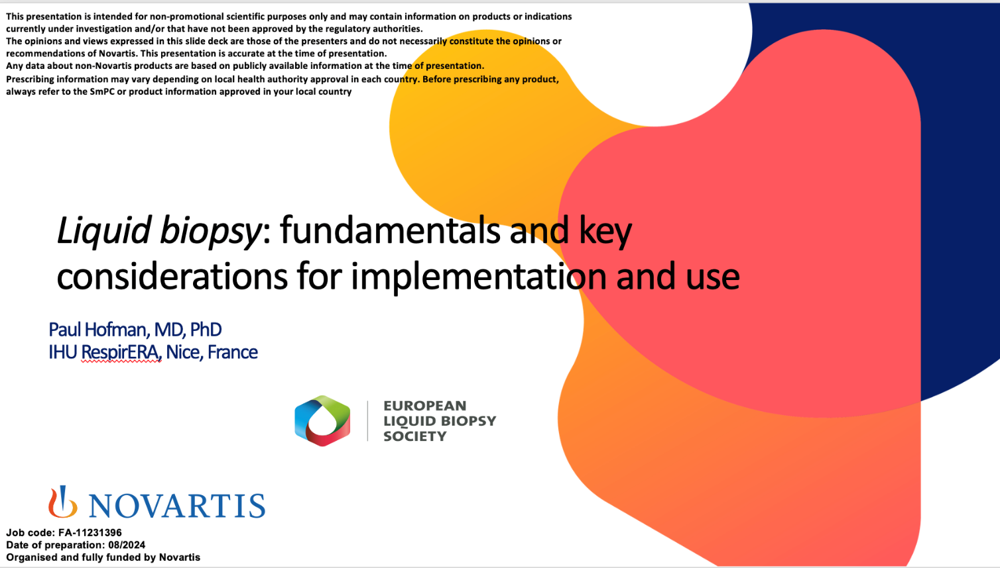 This presentation is intended for non-promotional scientific purposes only and may contain information on products or indications
currently under investigation and/or that have not been approved by the regulatory authorities.
The opinions and views expressed in this slide deck are those of the presenters and do not necessarily constitute the opinions or
recommendations of Novartis. This presentation is accurate at the time of presentation.
Any data about non-Novartis products are based on publicly available information at the time of presentation.
Prescribing information may vary depending on local health authority approval in each country. Before prescribing any product,
always refer to the SmPC or product information approved in your local country
Liquid biopsy: fundamentals and key
considerations for implementation and use
Paul Hofman, MD, PhD
IHU RespirERA, Nice, France
EUROPEAN
LIQUID BIOPSY
SOCIETY
NOVARTIS
Job code: FA-11231396
Date of preparation: 08/2024
Organised and fully funded by Novartis